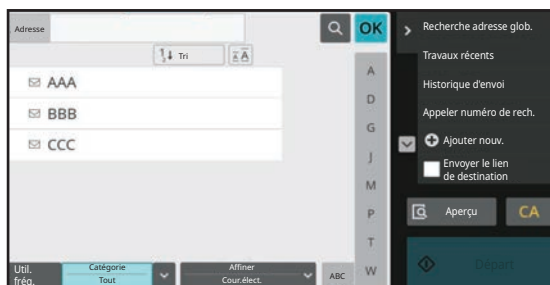 Adresse
OK
Tri
AAA
BBB
CCC
A
D
G
J
M
P
T
W
Util.
fréq.
Catégorie
Tout
Affiner
Cour.élect.
ABC
Recherche adresse glob.
Travaux récents
Historique d'envoi
Appeler numéro de rech.
Ajouter nouv.
Envoyer le lien
de destination
Aperçu
CA
Départ